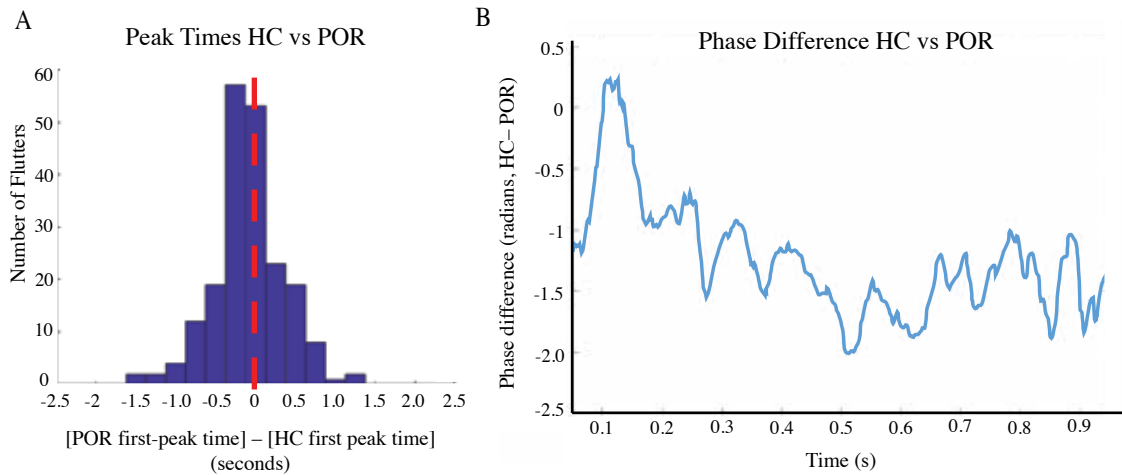 A
Peak Times HC vs POR
Number of Flutters
60
50
40
30
20
10
0
-2.5 -2 -1.5 -1.0 -0.5 0 0.5 1.0 1.5 2.0 2.5
[POR first-peak time] – [HC first peak time]
(seconds)
B
Phase Difference HC vs POR
Phase difference (radians, HC– POR)
0.5
0
-0.5
-1
-1.5
-2.0
-2.5
0.1 0.2 0.3 0.4 0.5 0.6 0.7 0.8 0.9
Time (s)